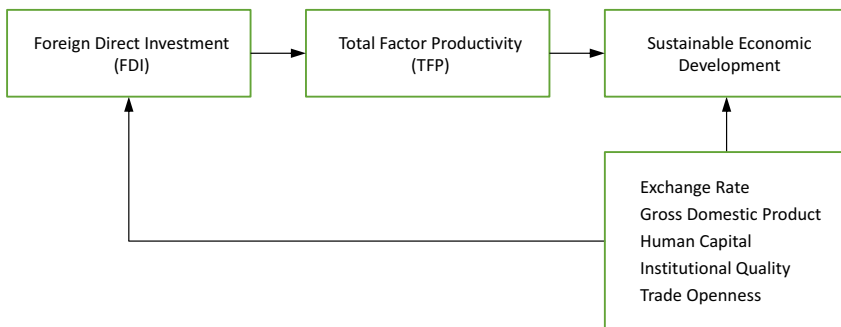 Foreign Direct Investment
(FDI)
Total Factor Productivity
(TFP)
Sustainable Economic
Development
Exchange Rate
Gross Domestic Product
Human Capital
Institutional Quality
Trade Openness